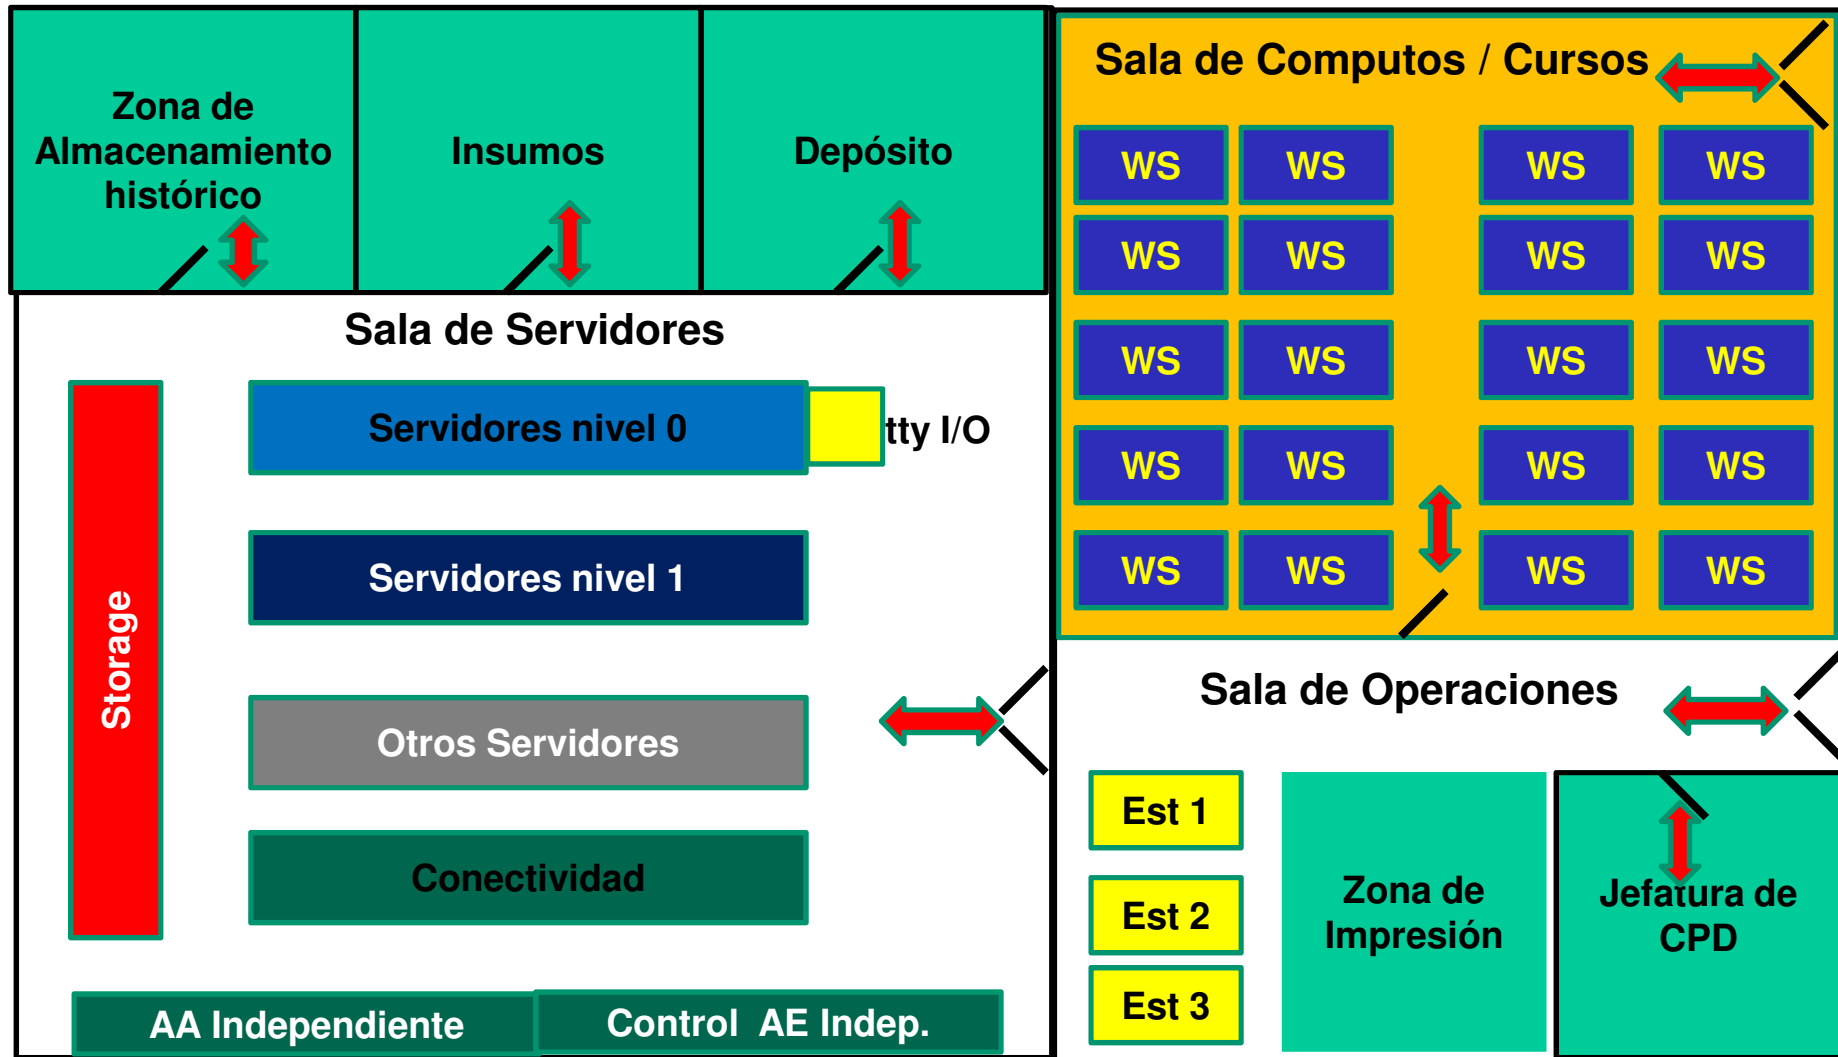 Zona de
Almacenamiento
histórico
Insumos
Depósito
Sala de Servidores
Storage
Servidores nivel 0
tty I/O
Servidores nivel 1
Otros Servidores
Conectividad
AA Independiente
Control AE Indep.
Sala de Computos / Cursos
WS WS WS WS
WS WS WS WS
WS WS WS WS
WS WS WS WS
WS WS WS WS
Sala de Operaciones
Est 1
Est 2
Est 3
Zona de
Impresión
Jefatura de
CPD